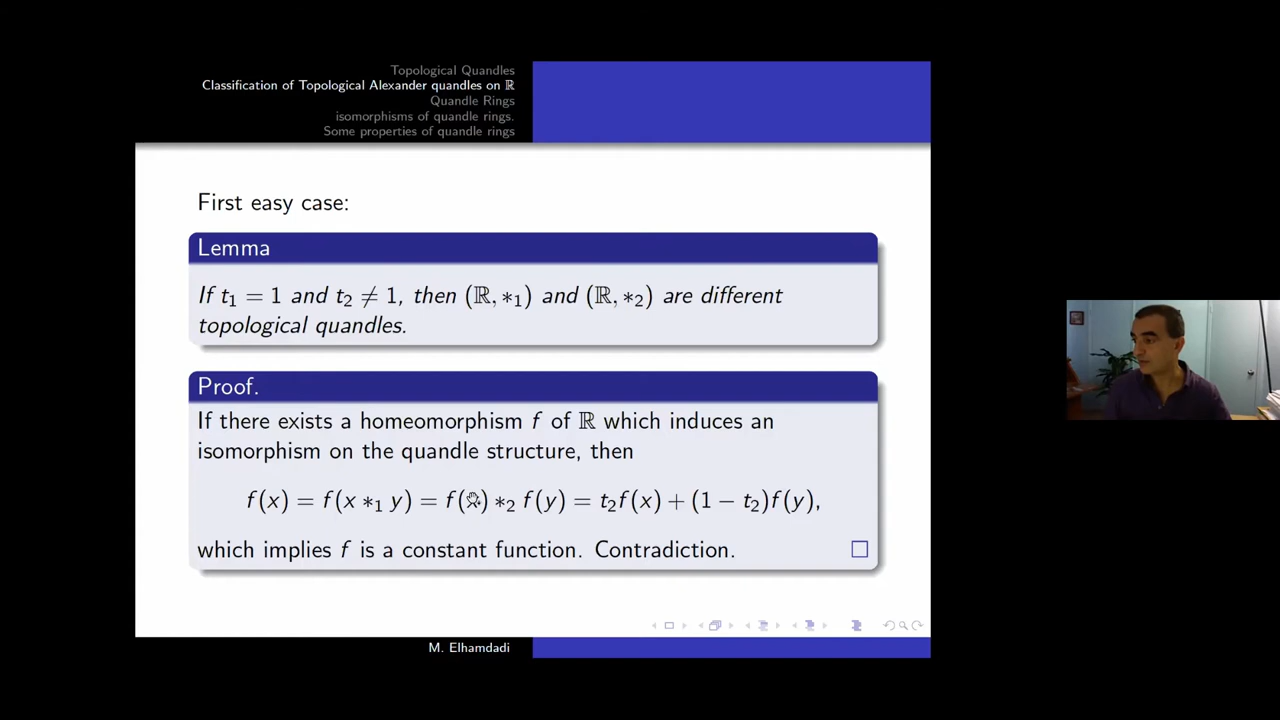 Topological Quandles
Classification of Topological Alexander quandles on ℝ
Quandle Rings
isomorphisms of quandle rings.
Some properties of quandle rings
First easy case:
Lemma
If t₁ = 1 and t₂ ≠ 1, then (ℝ, ∗₁) and (ℝ, ∗₂) are different
topological quandles.
Proof.
If there exists a homeomorphism f of ℝ which induces an
isomorphism on the quandle structure, then
f(x) = f(x ∗₁ y) = f(x) ∗₂ f(y) = t₂f(x) + (1 − t₂)f(y),
which implies f is a constant function. Contradiction.
M. Elhamdadi